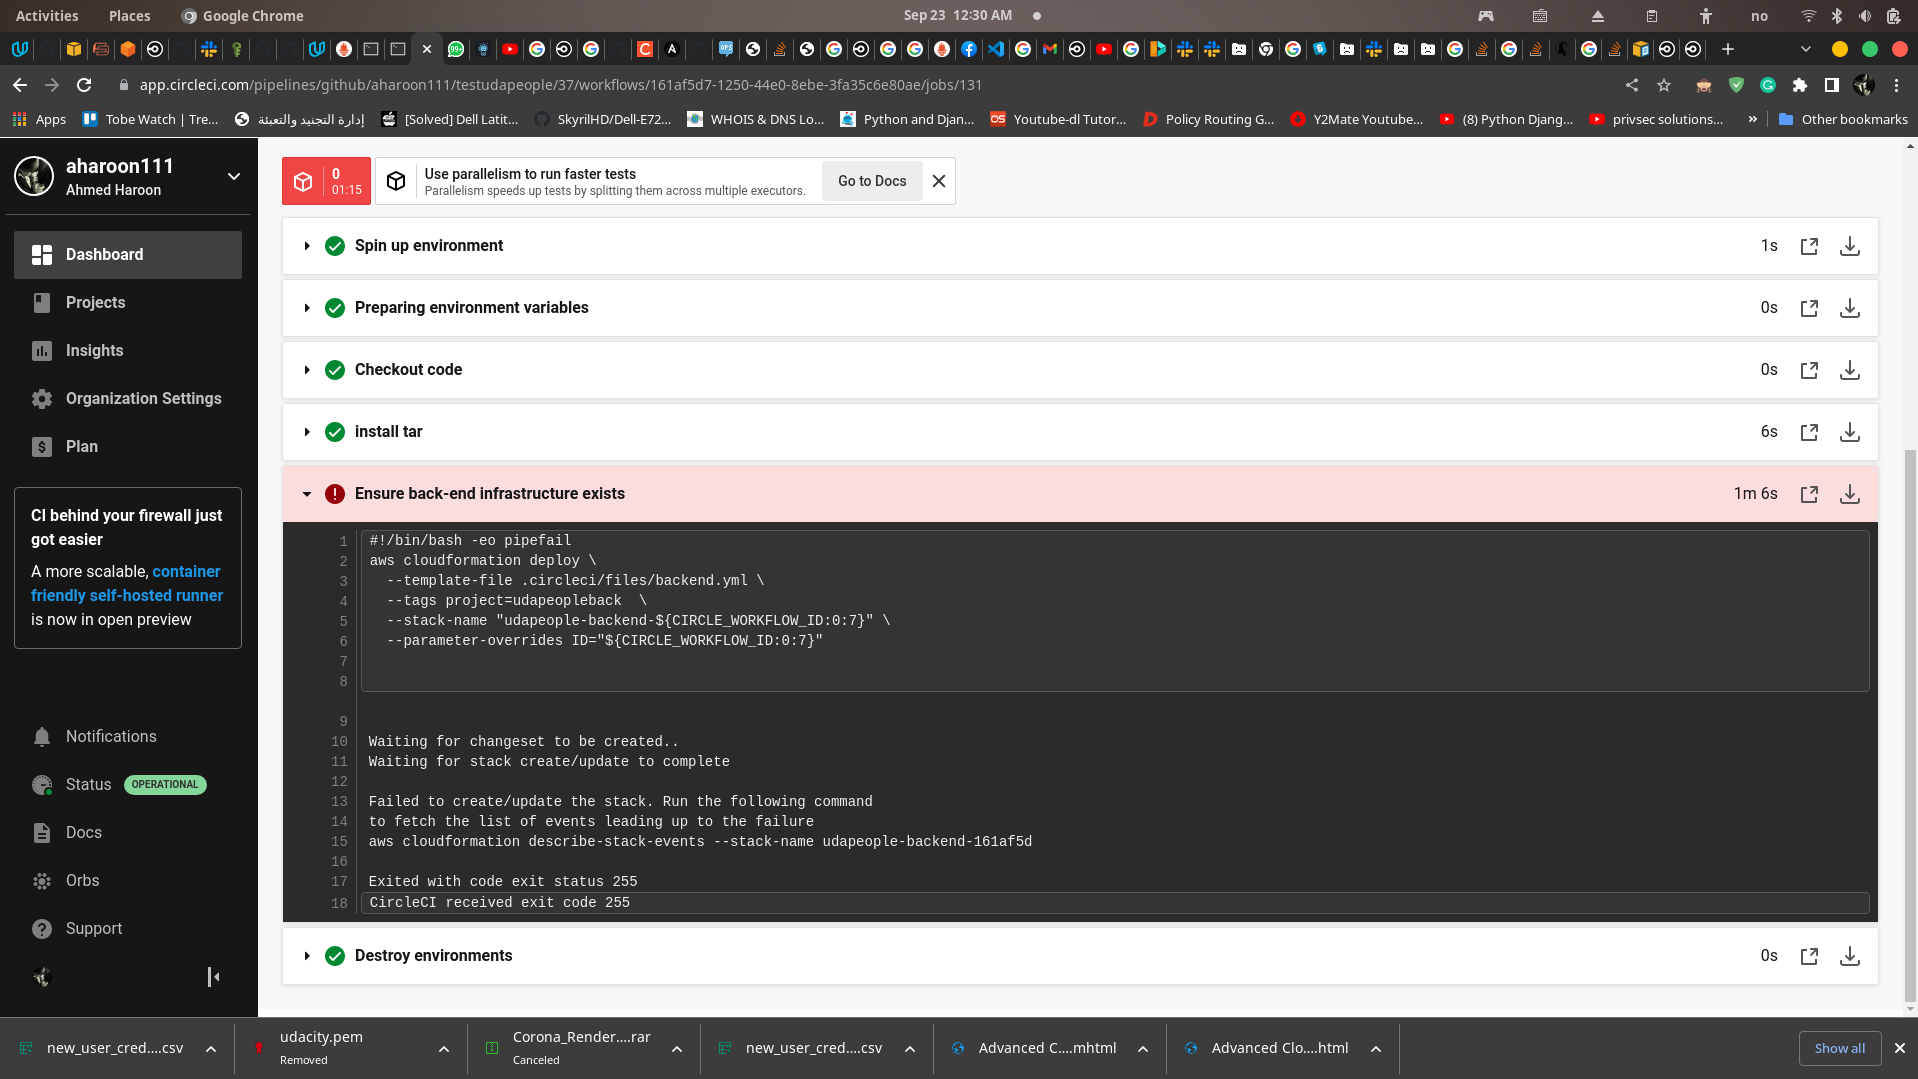 Activities
Places
Google Chrome
Sep 23 12:30 AM
no
app.circleci.com/pipelines/github/aharoon111/testudapeople/37/workflows/161af5d7-1250-44e0-8ebe-3fa35c6e80ae/jobs/131
Apps
Tobe Watch | Tre...
إدارة التجنيد والتعبئة
[Solved] Dell Latit...
SkyrilHD/Dell-E72...
WHOIS & DNS Lo...
Python and Djan...
Youtube-dl Tutor...
Policy Routing G...
Y2Mate Youtube...
(8) Python Djang...
privsec solutions...
»
Other bookmarks
aharoon111
Ahmed Haroon
Dashboard
Projects
Insights
Organization Settings
Plan
CI behind your firewall just
got easier
A more scalable, container
friendly self-hosted runner
is now in open preview
Notifications
Status
OPERATIONAL
Docs
Orbs
Support
0
01:15
Use parallelism to run faster tests
Parallelism speeds up tests by splitting them across multiple executors.
Go to Docs
Spin up environment
1s
Preparing environment variables
0s
Checkout code
0s
install tar
6s
Ensure back-end infrastructure exists
1m 6s
1 #!/bin/bash -eo pipefail
2 aws cloudformation deploy \
3 --template-file .circleci/files/backend.yml \
4 --tags project=udapeopleback  \
5 --stack-name "udapeople-backend-${CIRCLE_WORKFLOW_ID:0:7}" \
6 --parameter-overrides ID="${CIRCLE_WORKFLOW_ID:0:7}"
7
8
9
10 Waiting for changeset to be created..
11 Waiting for stack create/update to complete
12
13 Failed to create/update the stack. Run the following command
14 to fetch the list of events leading up to the failure
15 aws cloudformation describe-stack-events --stack-name udapeople-backend-161af5d
16
17 Exited with code exit status 255
18 CircleCI received exit code 255
Destroy environments
0s
new_user_cred....csv
udacity.pem
Removed
Corona_Render....rar
Canceled
new_user_cred....csv
Advanced C....mhtml
Advanced Clo....html
Show all